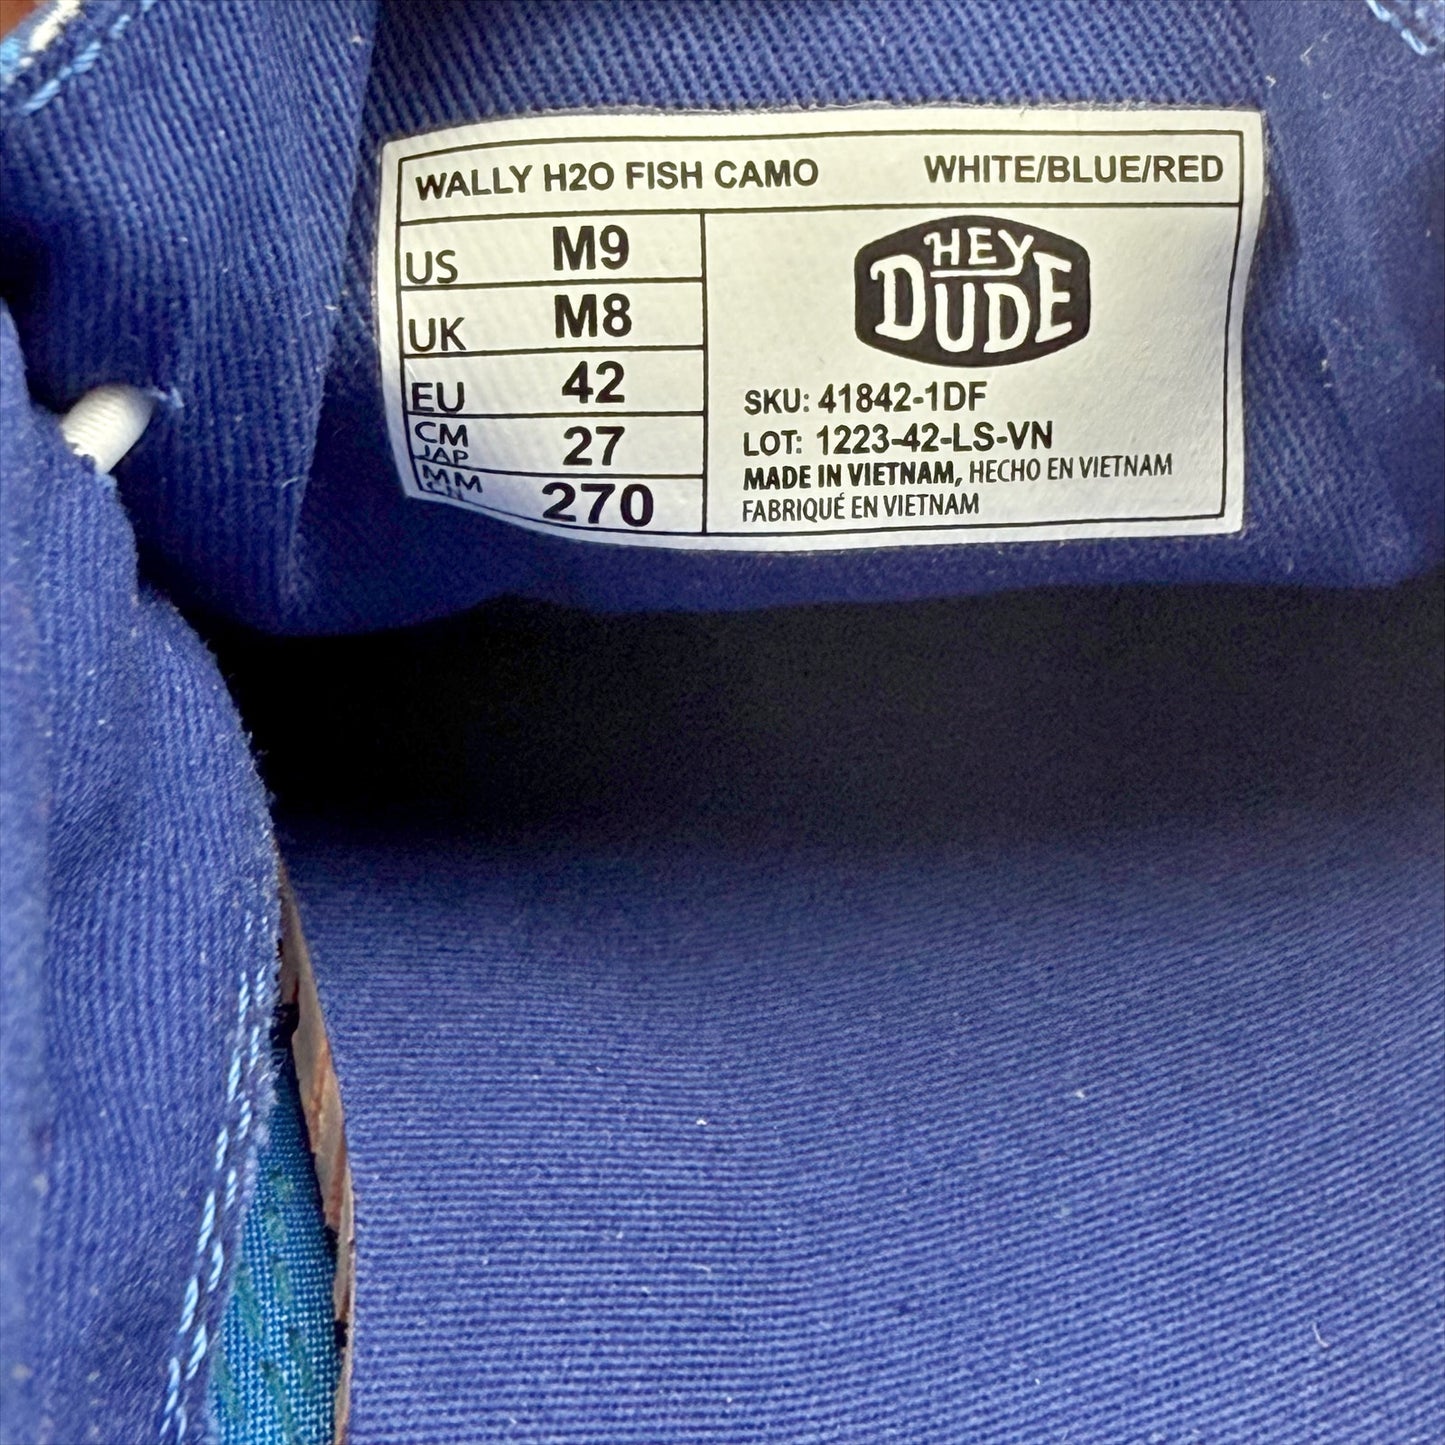 WALLY H2O FISH CAMO WHITE/BLUE/RED
US M9
UK M8
EU 42
CM JAP 27
MM 270
HEY
DUDE
SKU: 41842-1DF
LOT: 1223-42-LS-VN
MADE IN VIETNAM, HECHO EN VIETNAM
FABRIQUÉ EN VIETNAM